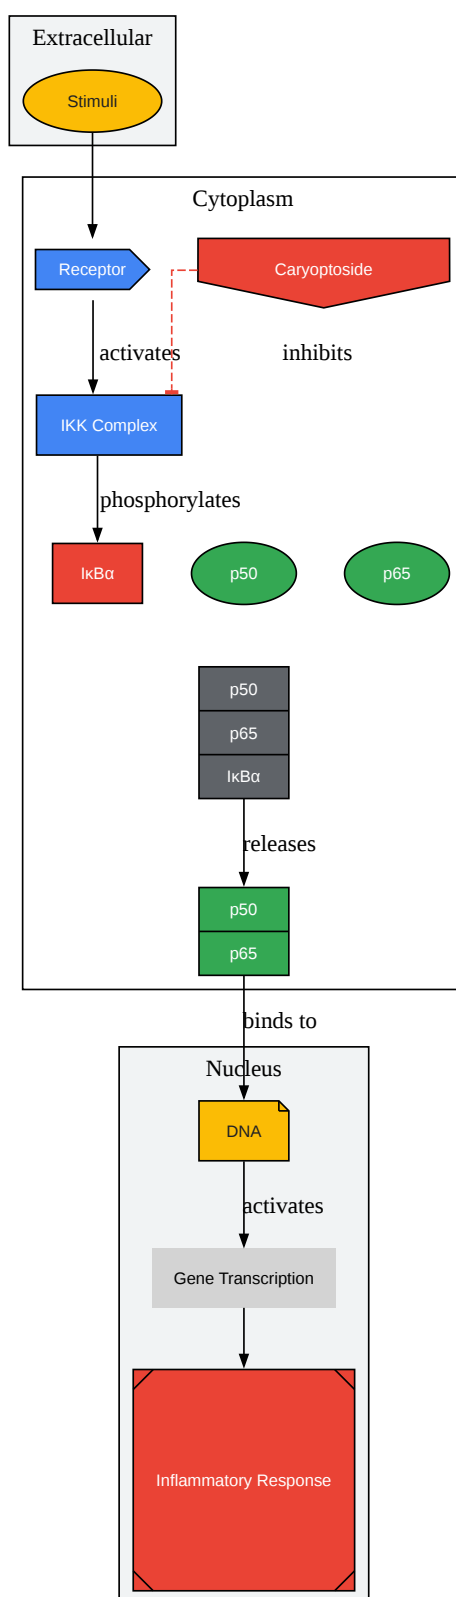 Extracellular
Stimuli
Cytoplasm
Receptor
Caryoptoside
activates
inhibits
IKK Complex
phosphorylates
IκBα
p50
p65
p50
p65
IκBα
releases
p50
p65
binds to
Nucleus
DNA
activates
Gene Transcription
Inflammatory Response